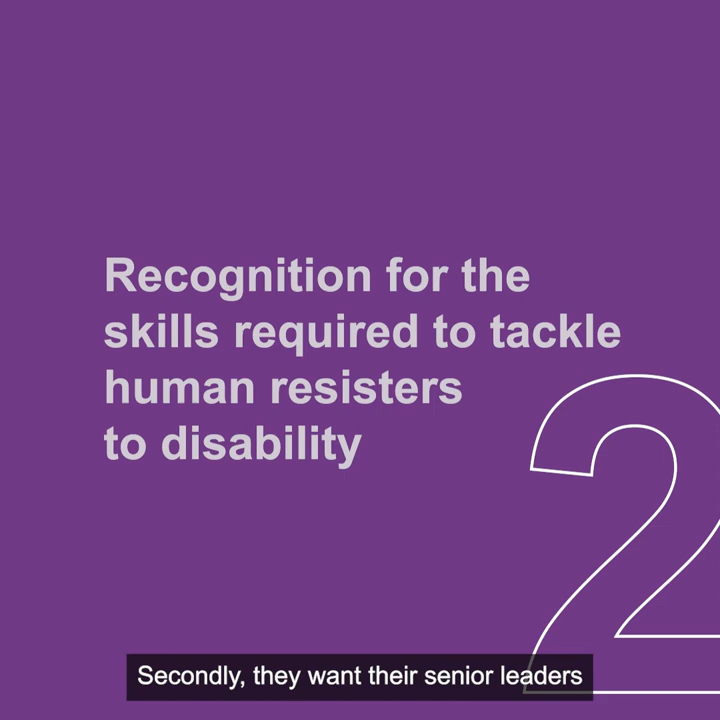 Recognition for the
skills required to tackle
human resisters
to disability
2
Secondly, they want their senior leaders